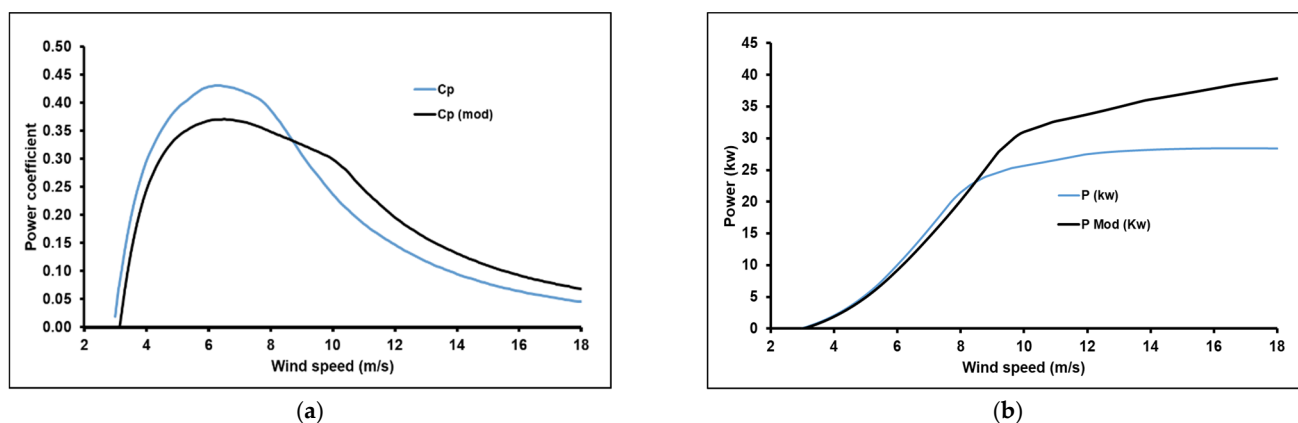 0.50
0.45
0.40
0.35
0.30
0.25
0.20
0.15
0.10
0.05
0.00
Power coefficient
Cp
Cp (mod)
2 4 6 8 10 12 14 16 18
Wind speed (m/s)
(a)
45
40
35
30
25
20
15
10
5
0
Power (kw)
P (kw)
P Mod (Kw)
2 4 6 8 10 12 14 16 18
Wind speed (m/s)
(b)